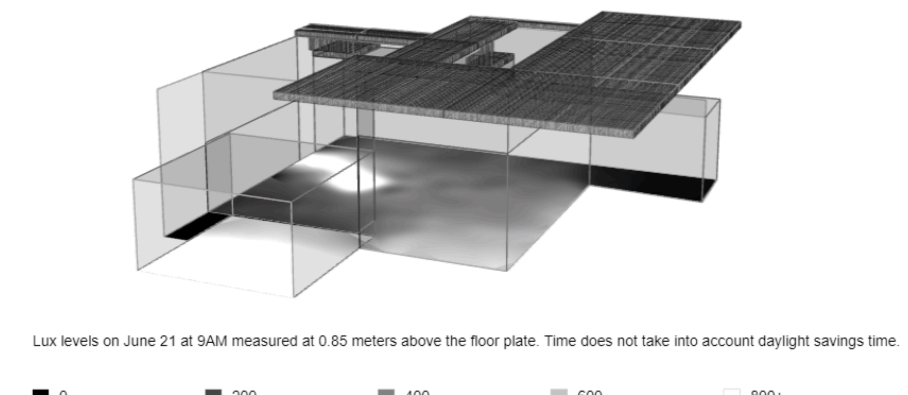 Lux levels on June 21 at 9AM measured at 0.85 meters above the floor plate. Time does not take into account daylight savings time.
0 200 400 600 800+